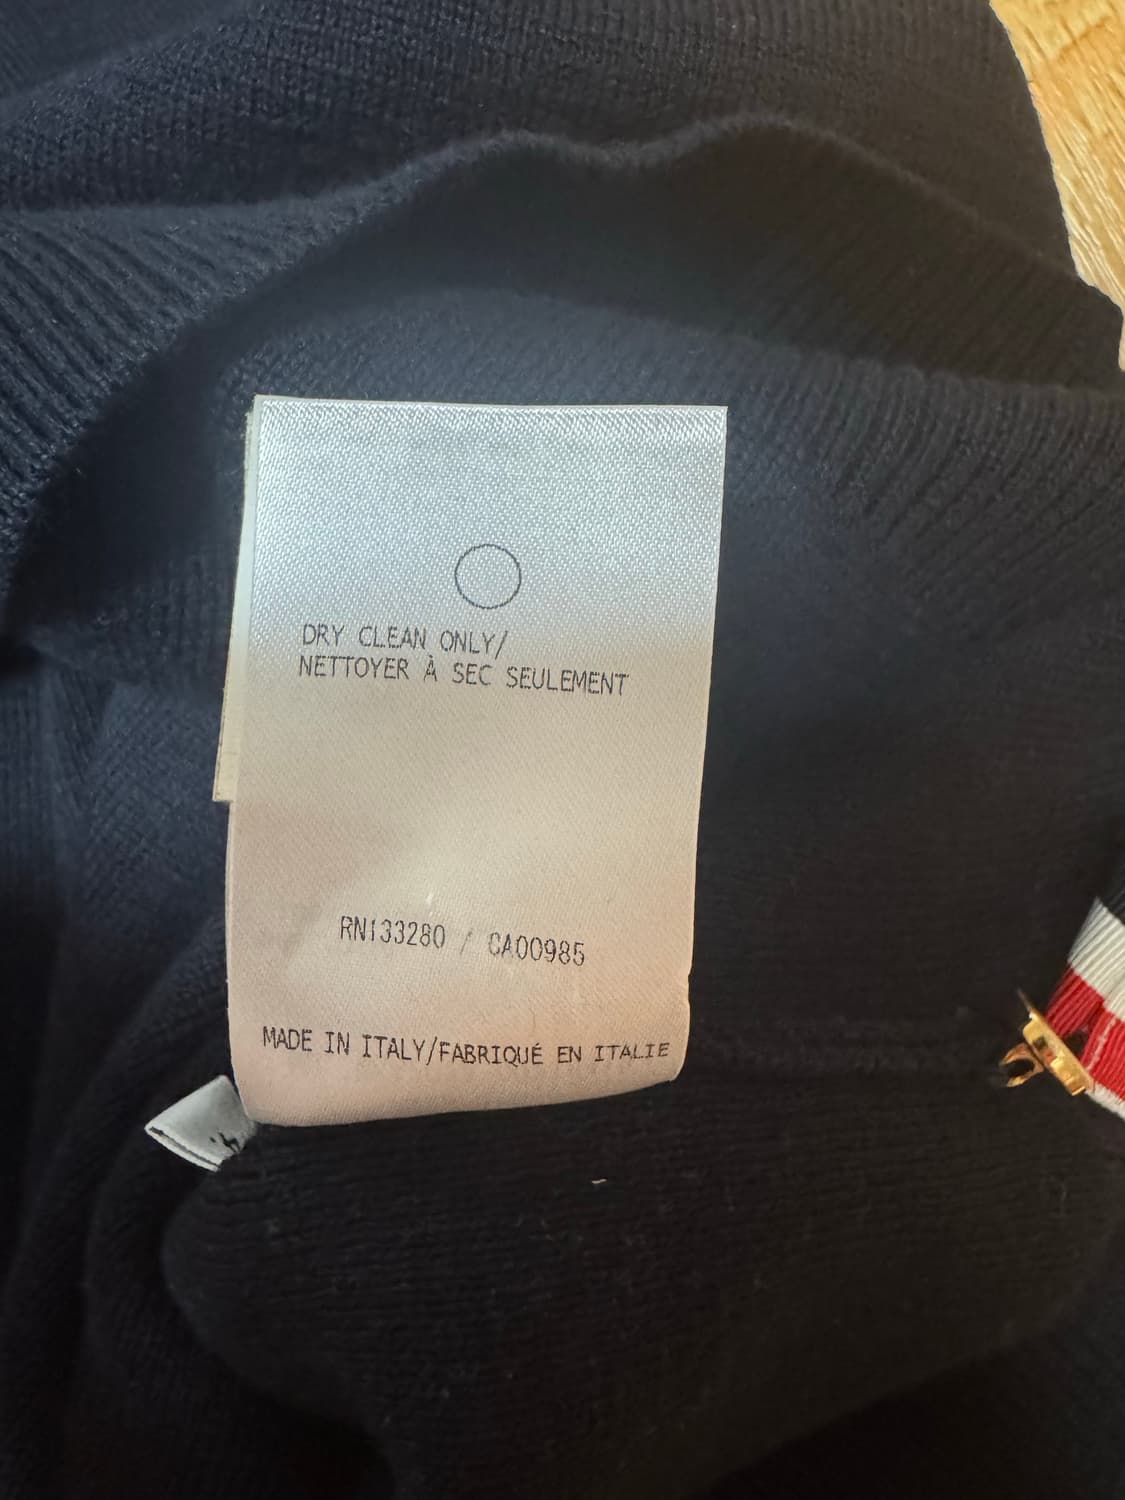 DRY CLEAN ONLY/
NETTOYER À SEC SEULEMENT
RN133280 / CA00985
MADE IN ITALY/FABRIQUÉ EN ITALIE